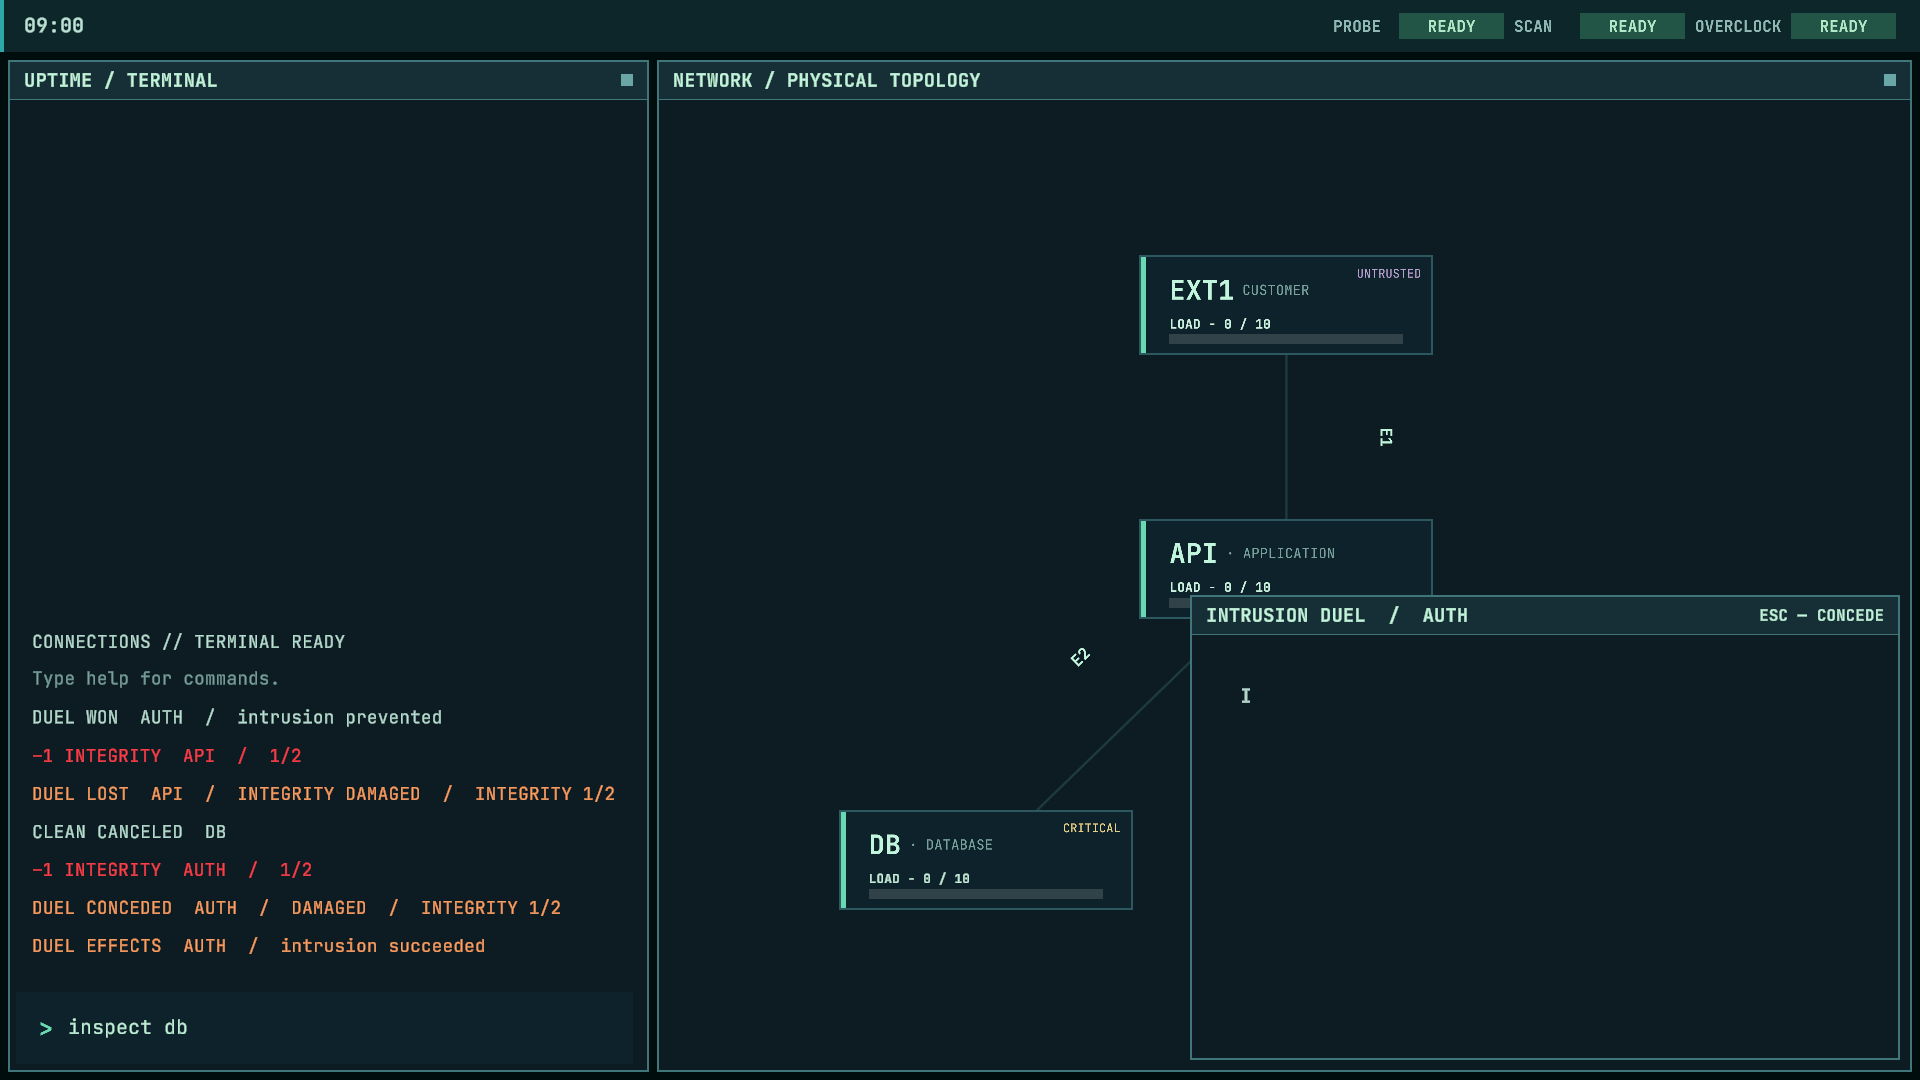 09:00
PROBE READY SCAN READY OVERCLOCK READY
UPTIME / TERMINAL
CONNECTIONS // TERMINAL READY
Type help for commands.
DUEL WON AUTH / intrusion prevented
−1 INTEGRITY API / 1/2
DUEL LOST API / INTEGRITY DAMAGED / INTEGRITY 1/2
CLEAN CANCELED DB
−1 INTEGRITY AUTH / 1/2
DUEL CONCEDED AUTH / DAMAGED / INTEGRITY 1/2
DUEL EFFECTS AUTH / intrusion succeeded
> inspect db
NETWORK / PHYSICAL TOPOLOGY
UNTRUSTED
EXT1 CUSTOMER
LOAD - 0 / 10
E1
API · APPLICATION
LOAD - 0 / 10
E2
CRITICAL
DB · DATABASE
LOAD - 0 / 10
INTRUSION DUEL / AUTH
ESC — CONCEDE
I